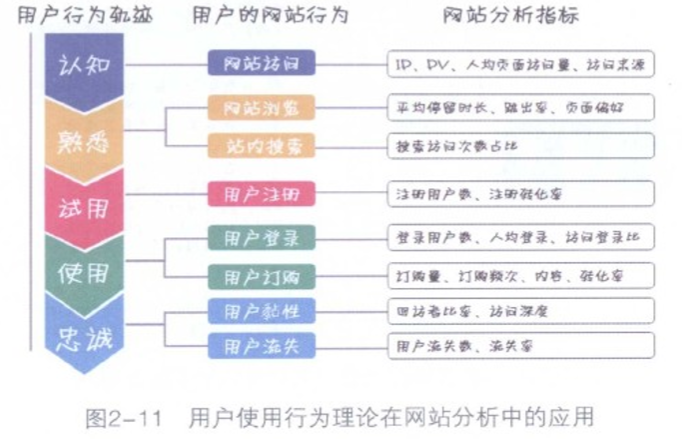 用户行为轨迹 用户的网站行为 网站分析指标
认知 网站访问 IP、PV、人均页面访问量、访问来源
熟悉 网站浏览 平均停留时长、跳出率、页面偏好
站内搜索 搜索访问次数占比
试用 用户注册 注册用户数、注册转化率
使用 用户登录 登录用户数、人均登录、访问登录比
用户订购 订购量、订购频次、内容、转化率
忠诚 用户黏性 回访者比率、访问深度
用户流失 用户流失数、流失率
图2-11 用户使用行为理论在网站分析中的应用